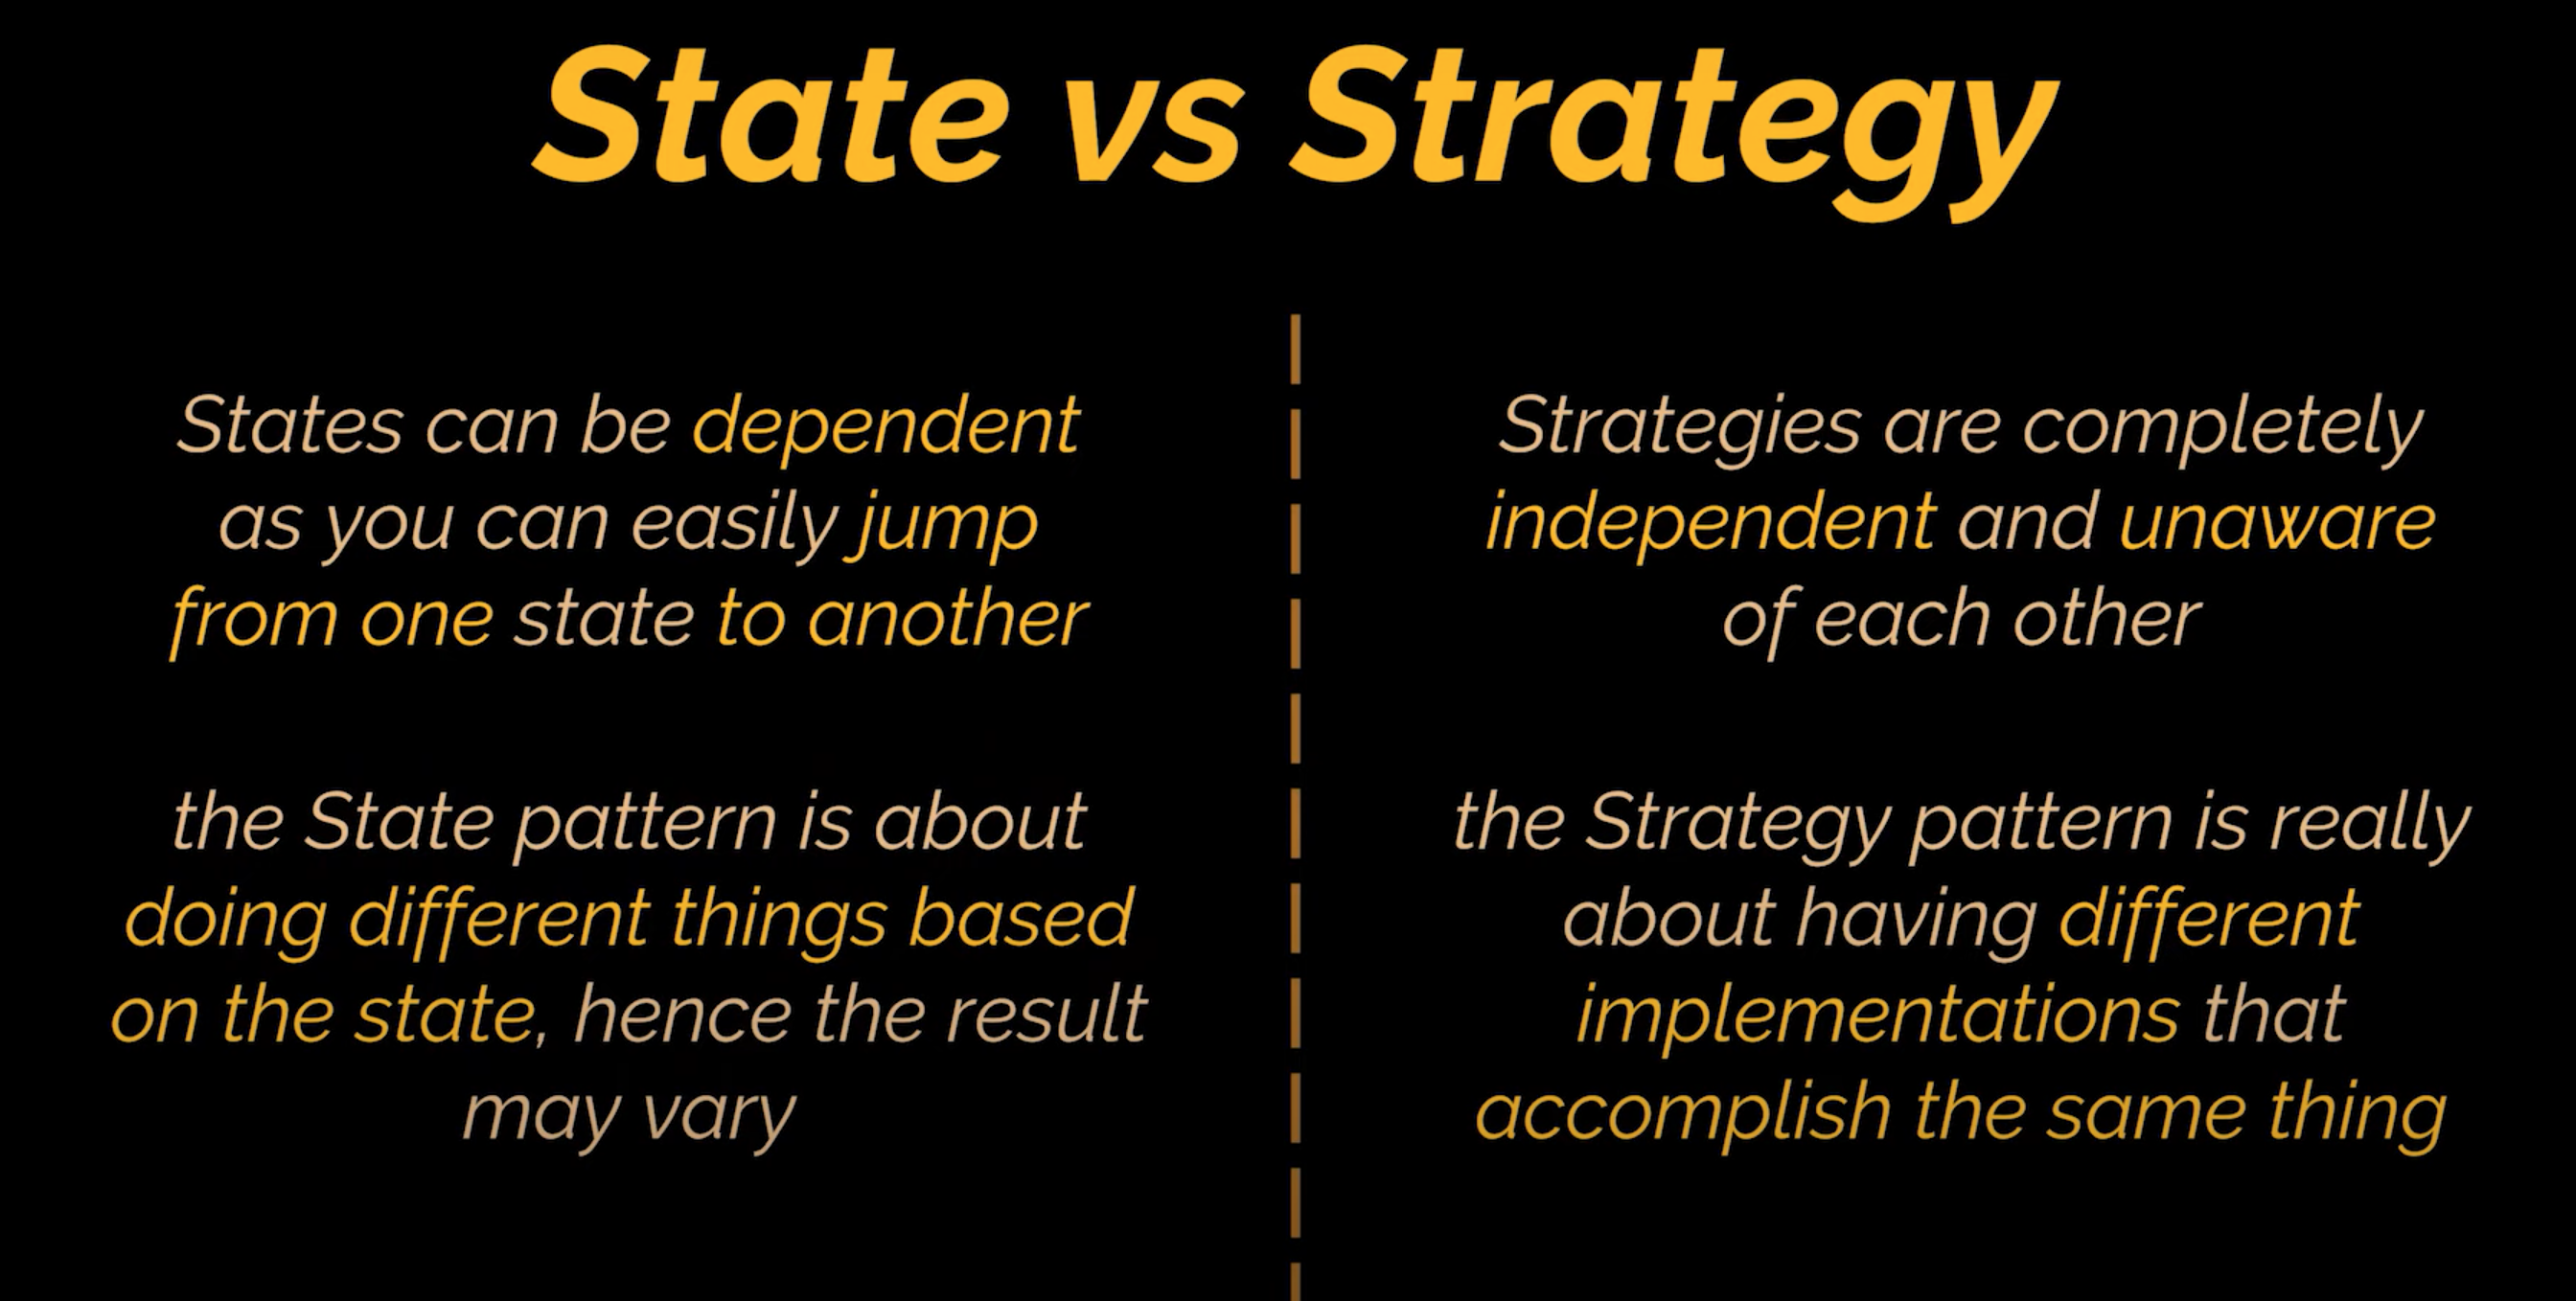 State vs Strategy
States can be dependent
as you can easily jump
from one state to another
the State pattern is about
doing different things based
on the state, hence the result
may vary
Strategies are completely
independent and unaware
of each other
the Strategy pattern is really
about having different
implementations that
accomplish the same thing